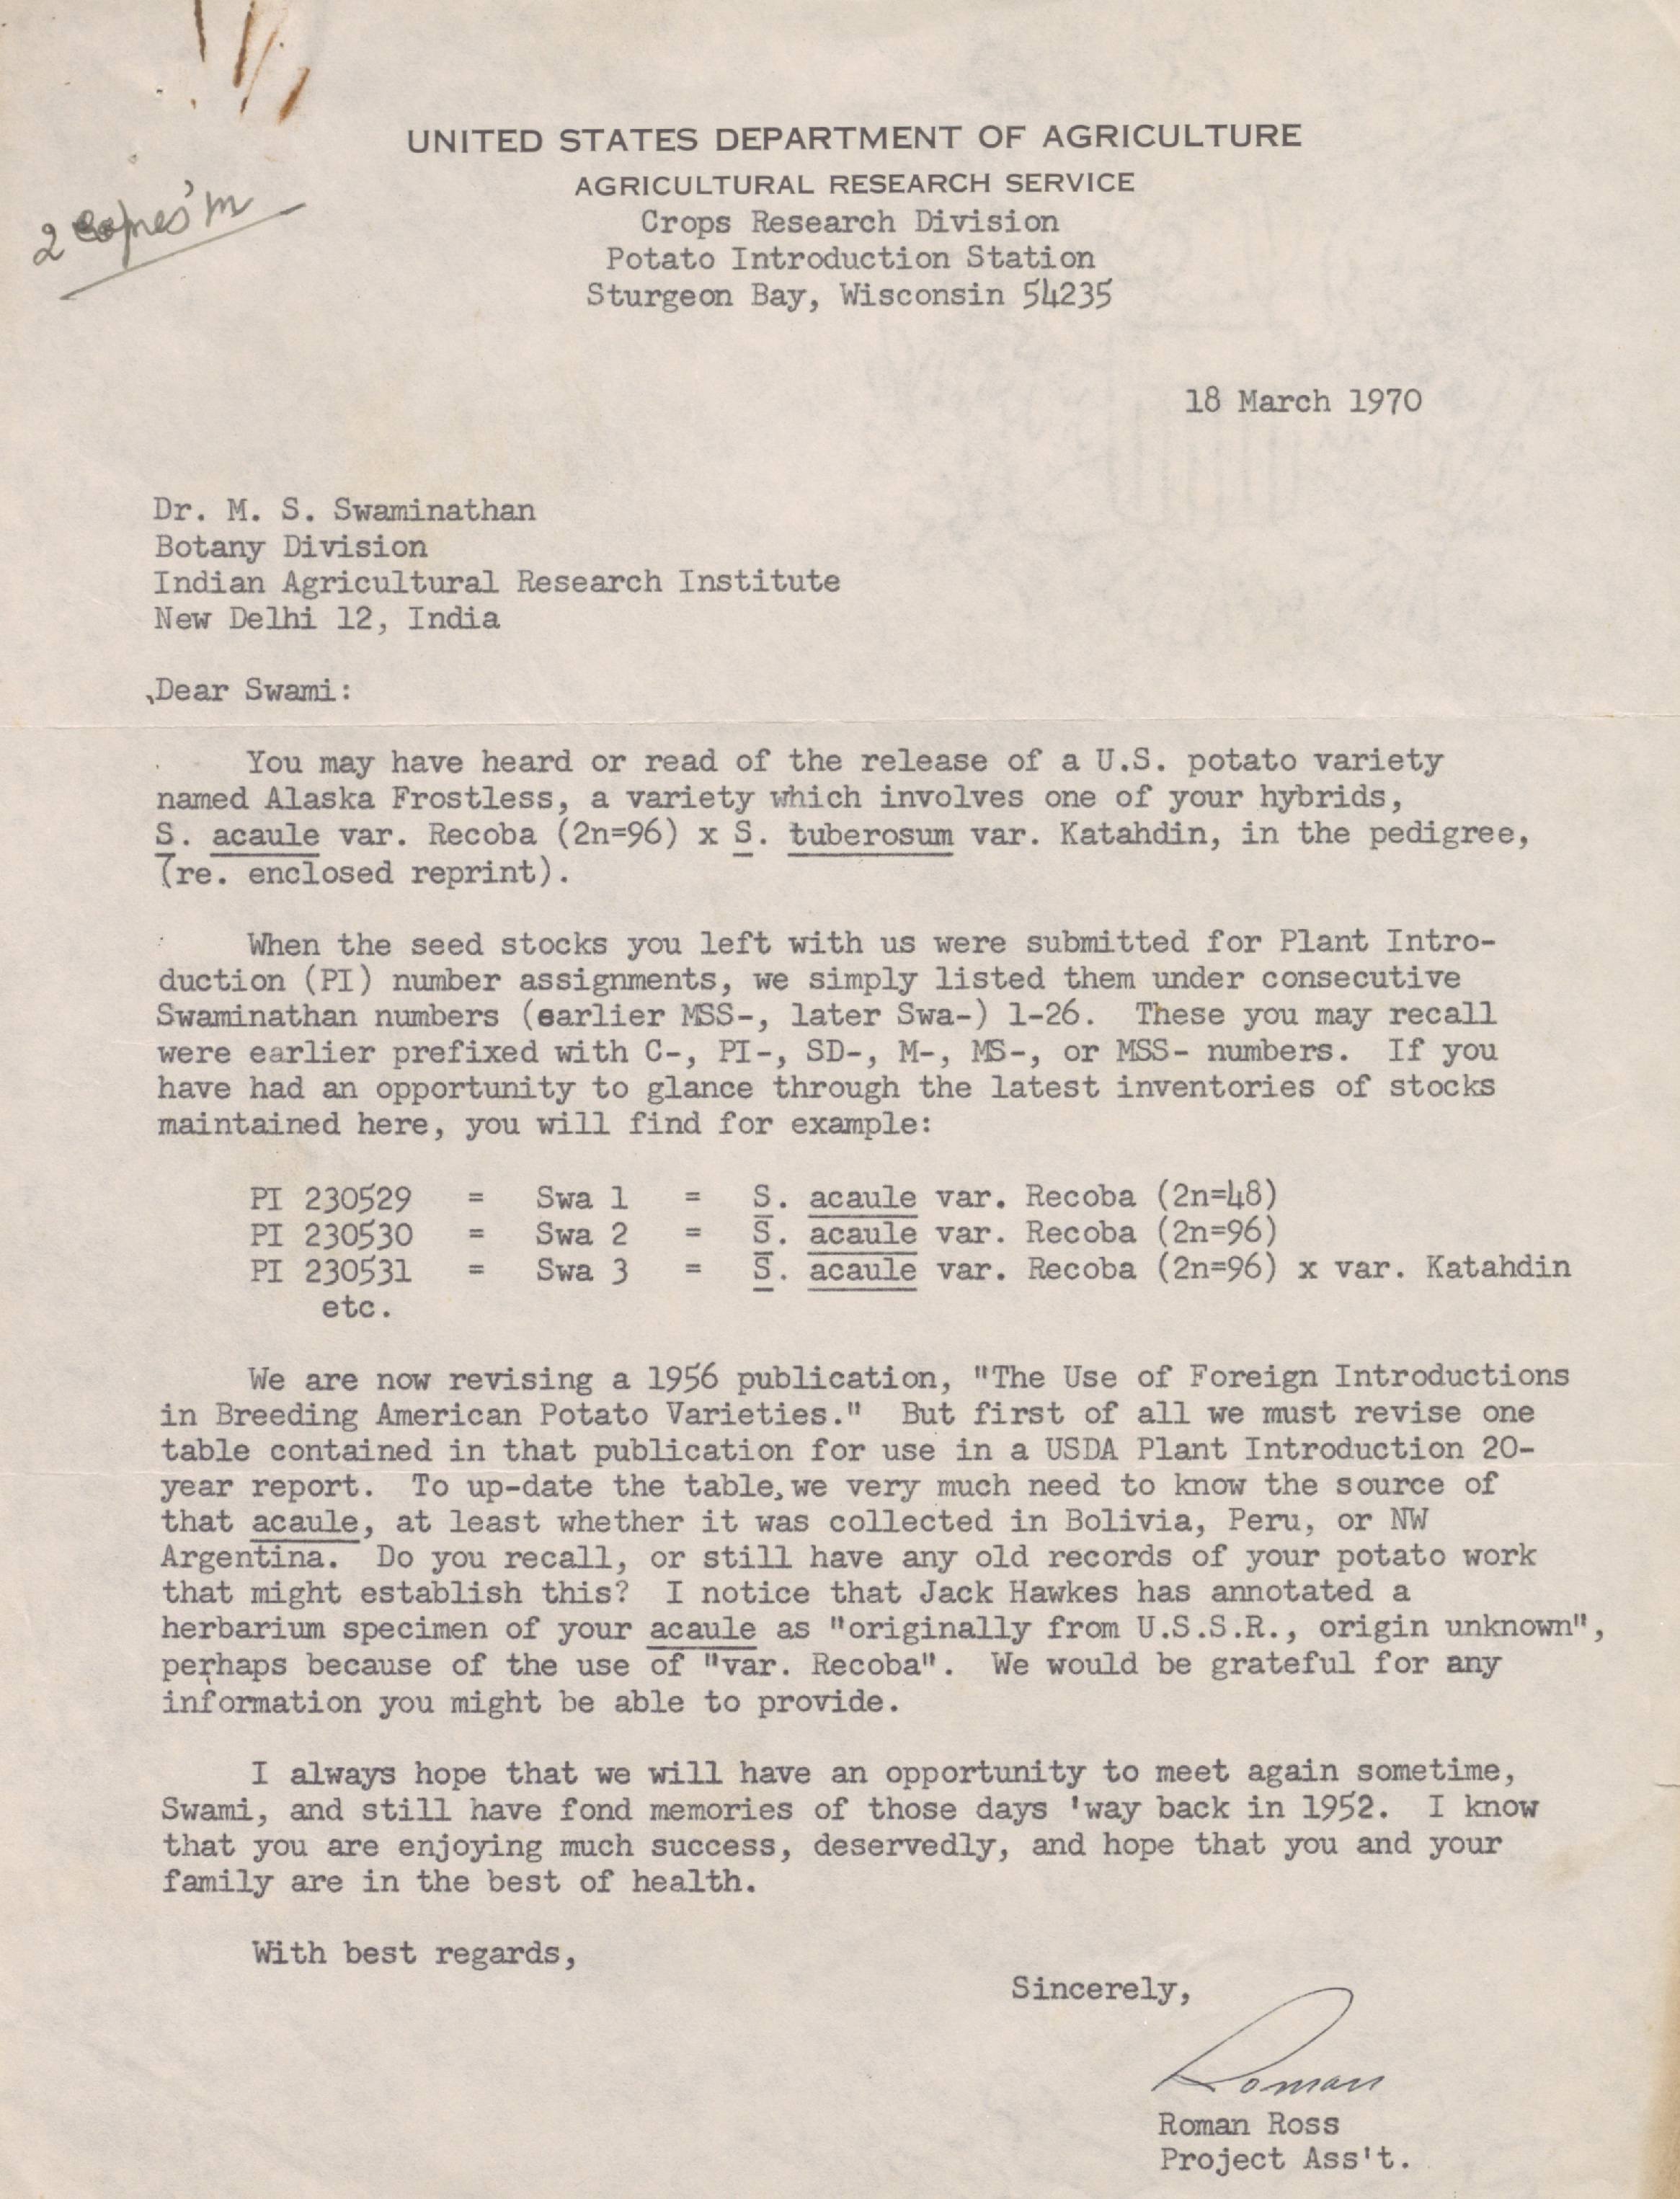 2 copies
UNITED STATES DEPARTMENT OF AGRICULTURE
AGRICULTURAL RESEARCH SERVICE
Crops Research Division
Potato Introduction Station
Sturgeon Bay, Wisconsin 54235
18 March 1970
Dr. M. S. Swaminathan
Botany Division
Indian Agricultural Research Institute
New Delhi 12, India
Dear Swami:
You may have heard or read of the release of a U.S. potato variety
named Alaska Frostless, a variety which involves one of your hybrids,
S. acaule var. Recoba (2n=96) x S. tuberosum var. Katahdin, in the pedigree,
(re. enclosed reprint).
When the seed stocks you left with us were submitted for Plant Intro-
duction (PI) number assignments, we simply listed them under consecutive
Swaminathan numbers (earlier MSS-, later Swa-) 1-26. These you may recall
were earlier prefixed with C-, PI-, SD-, M-, MS-, or MSS- numbers. If you
have had an opportunity to glance through the latest inventories of stocks
maintained here, you will find for example:
PI 230529 = Swa 1 = S. acaule var. Recoba (2n=48)
PI 230530 = Swa 2 = S. acaule var. Recoba (2n=96)
PI 230531 = Swa 3 = S. acaule var. Recoba (2n=96) x var. Katahdin
etc.
We are now revising a 1956 publication, "The Use of Foreign Introductions
in Breeding American Potato Varieties." But first of all we must revise one
table contained in that publication for use in a USDA Plant Introduction 20-
year report. To up-date the table, we very much need to know the source of
that acaule, at least whether it was collected in Bolivia, Peru, or NW
Argentina. Do you recall, or still have any old records of your potato work
that might establish this? I notice that Jack Hawkes has annotated a
herbarium specimen of your acaule as "originally from U.S.S.R., origin unknown",
perhaps because of the use of "var. Recoba". We would be grateful for any
information you might be able to provide.
I always hope that we will have an opportunity to meet again sometime,
Swami, and still have fond memories of those days 'way back in 1952. I know
that you are enjoying much success, deservedly, and hope that you and your
family are in the best of health.
With best regards,
Sincerely,
Roman
Roman Ross
Project Ass't.